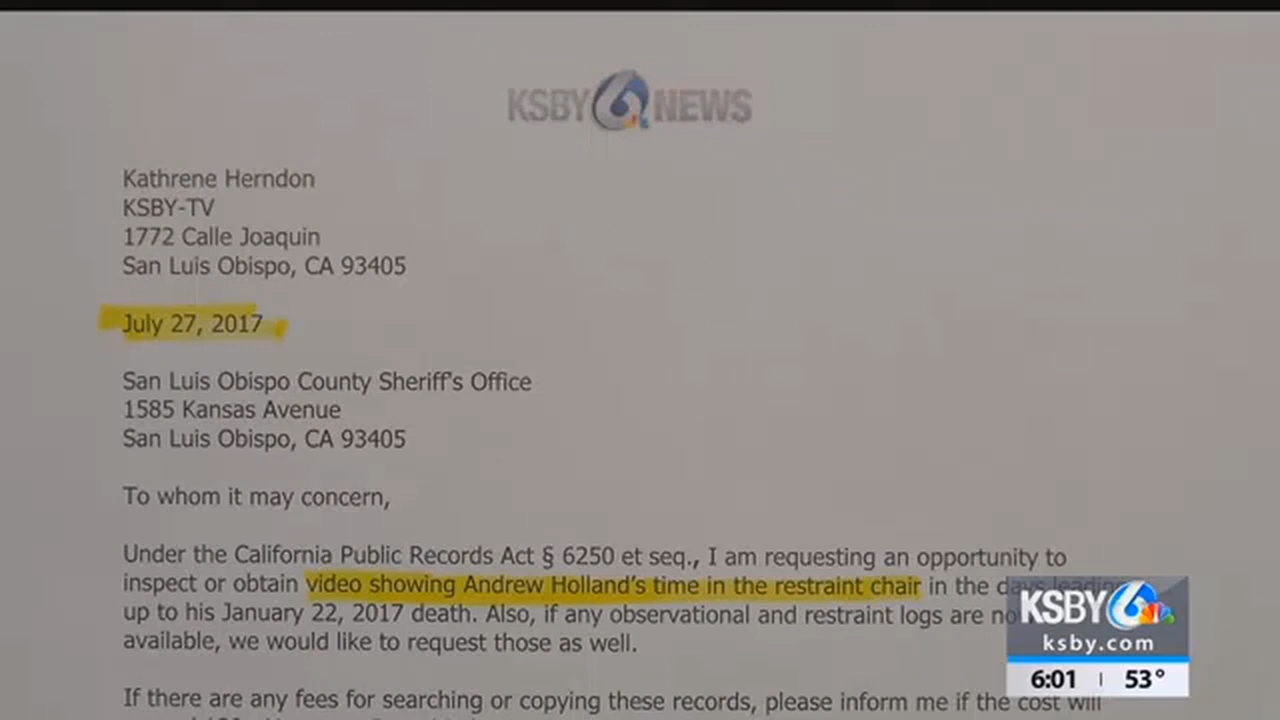 KSBY 6 NEWS
Kathrene Herndon
KSBY-TV
1772 Calle Joaquin
San Luis Obispo, CA 93405
July 27, 2017
San Luis Obispo County Sheriff's Office
1585 Kansas Avenue
San Luis Obispo, CA 93405
To whom it may concern,
Under the California Public Records Act § 6250 et seq., I am requesting an opportunity to
inspect or obtain video showing Andrew Holland's time in the restraint chair in the days leading
up to his January 22, 2017 death. Also, if any observational and restraint logs are
available, we would like to request those as well.
If there are any fees for searching or copying these records, please inform me if the cost will
KSBY 6
ksby.com
6:01 53°